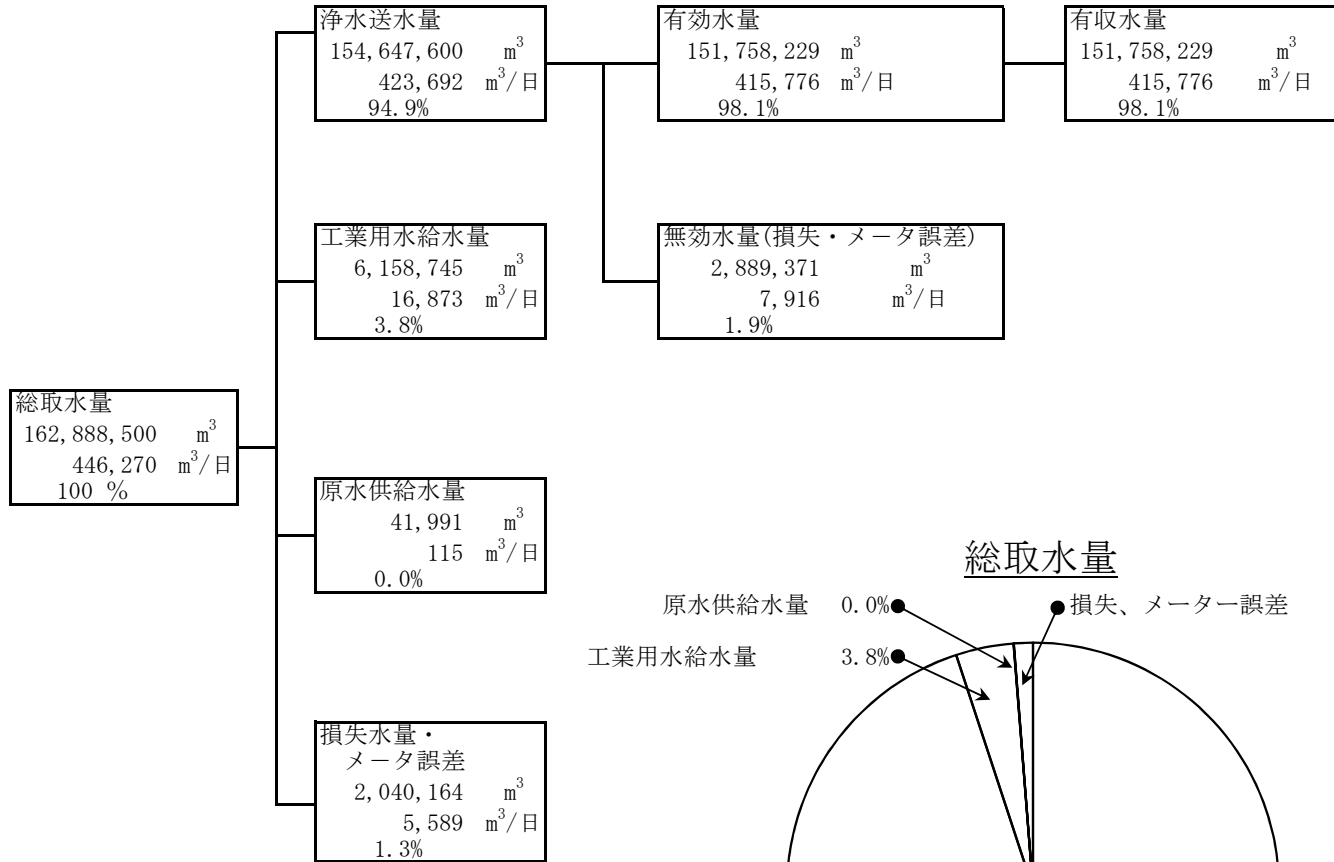 浄水送水量
154,647,600 m³
423,692 m³/日
94.9%
有効水量
151,758,229 m³
415,776 m³/日
98.1%
有収水量
151,758,229 m³
415,776 m³/日
98.1%
工業用水給水量
6,158,745 m³
16,873 m³/日
3.8%
無効水量(損失・メータ誤差)
2,889,371 m³
7,916 m³/日
1.9%
総取水量
162,888,500 m³
446,270 m³/日
100 %
原水供給水量
41,991 m³
115 m³/日
0.0%
損失水量・
メータ誤差
2,040,164 m³
5,589 m³/日
1.3%
総取水量
原水供給水量 0.0%
損失、メーター誤差
工業用水給水量 3.8%